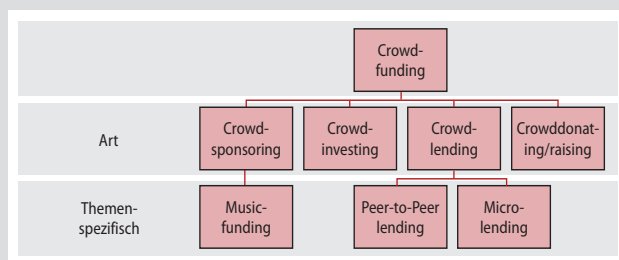 Crowd-
funding
Art
Crowd-
sponsoring
Crowd-
investing
Crowd-
lending
Crowddonat-
ing/raising
Themen-
spezifisch
Music-
funding
Peer-to-Peer
lending
Micro-
lending